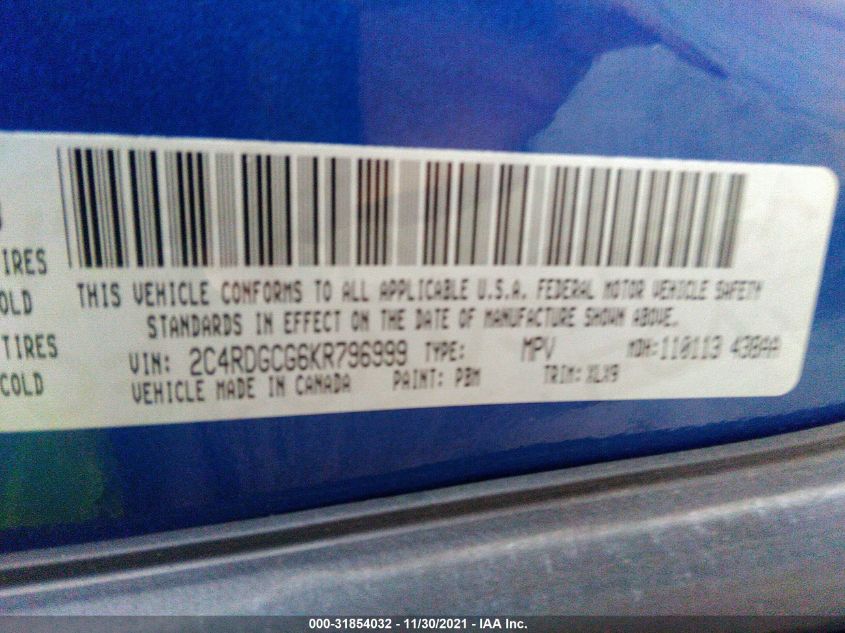 IRES
OLD
TIRES
COLD
THIS VEHICLE CONFORMS TO ALL APPLICABLE U.S.A. FEDERAL MOTOR VEHICLE SAFETY
STANDARDS IN EFFECT ON THE DATE OF MANUFACTURE SHOWN ABOVE.
VIN: 2C4RDGCG6KR796999 TYPE: MPV MDH: 110113 438AA
VEHICLE MADE IN CANADA PAINT: PBM TRIM: XLX9
000-31854032 - 11/30/2021 - IAA Inc.